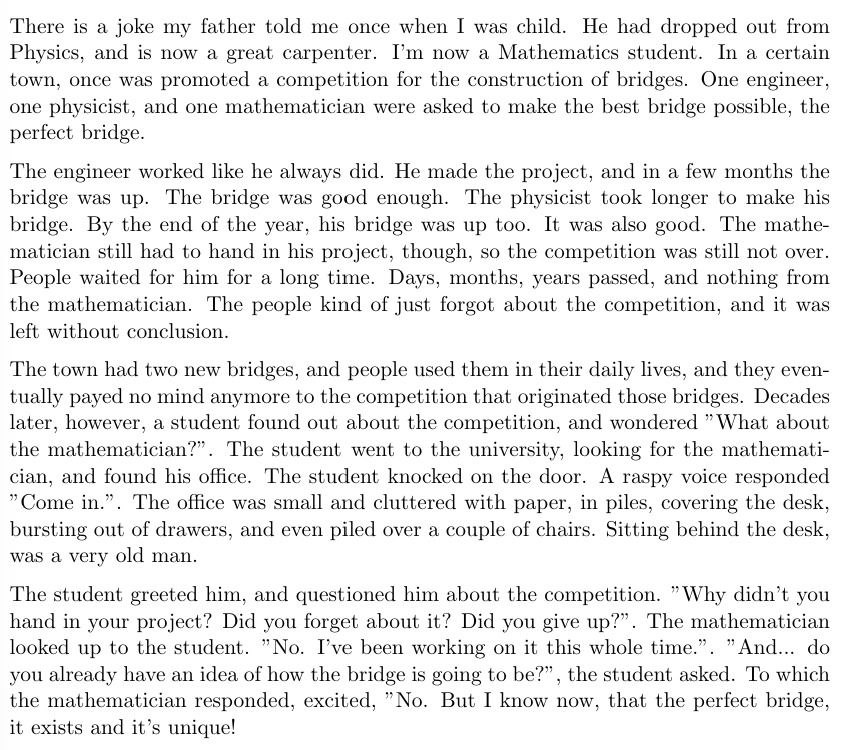 There is a joke my father told me once when I was child. He had dropped out from
Physics, and is now a great carpenter. I'm now a Mathematics student. In a certain
town, once was promoted a competition for the construction of bridges. One engineer,
one physicist, and one mathematician were asked to make the best bridge possible, the
perfect bridge.
The engineer worked like he always did. He made the project, and in a few months the
bridge was up. The bridge was good enough. The physicist took longer to make his
bridge. By the end of the year, his bridge was up too. It was also good. The mathe-
matician still had to hand in his project, though, so the competition was still not over.
People waited for him for a long time. Days, months, years passed, and nothing from
the mathematician. The people kind of just forgot about the competition, and it was
left without conclusion.
The town had two new bridges, and people used them in their daily lives, and they even-
tually payed no mind anymore to the competition that originated those bridges. Decades
later, however, a student found out about the competition, and wondered ”What about
the mathematician?”. The student went to the university, looking for the mathemati-
cian, and found his office. The student knocked on the door. A raspy voice responded
”Come in.”. The office was small and cluttered with paper, in piles, covering the desk,
bursting out of drawers, and even piled over a couple of chairs. Sitting behind the desk,
was a very old man.
The student greeted him, and questioned him about the competition. ”Why didn't you
hand in your project? Did you forget about it? Did you give up?”. The mathematician
looked up to the student. ”No. I've been working on it this whole time.”. ”And... do
you already have an idea of how the bridge is going to be?”, the student asked. To which
the mathematician responded, excited, ”No. But I know now, that the perfect bridge,
it exists and it's unique!